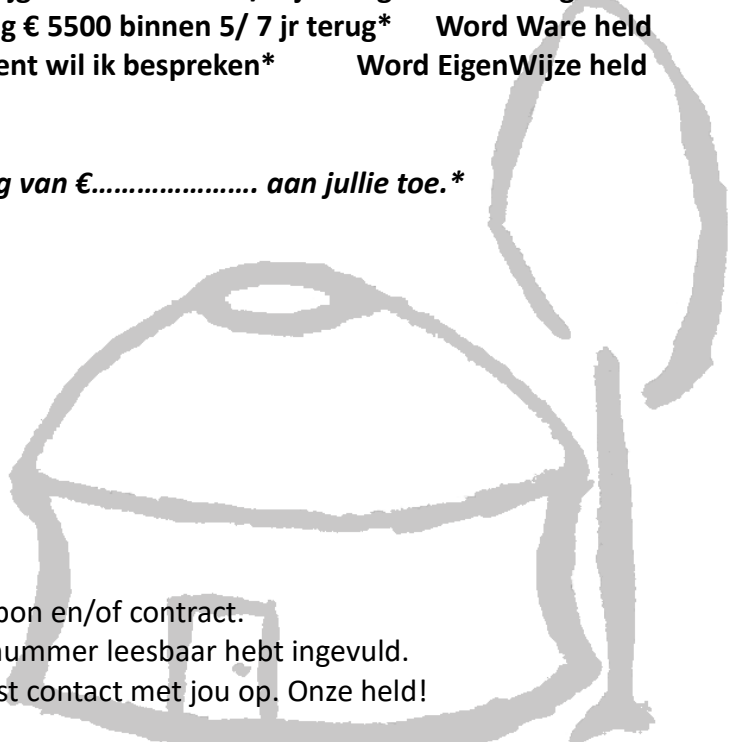 g € 5500 binnen 5/ 7 jr terug* Word Ware held
ent wil ik bespreken* Word EigenWijze held
g van €…………………. aan jullie toe.*
en/of contract.
nummer leesbaar hebt ingevuld.
st contact met jou op. Onze held!